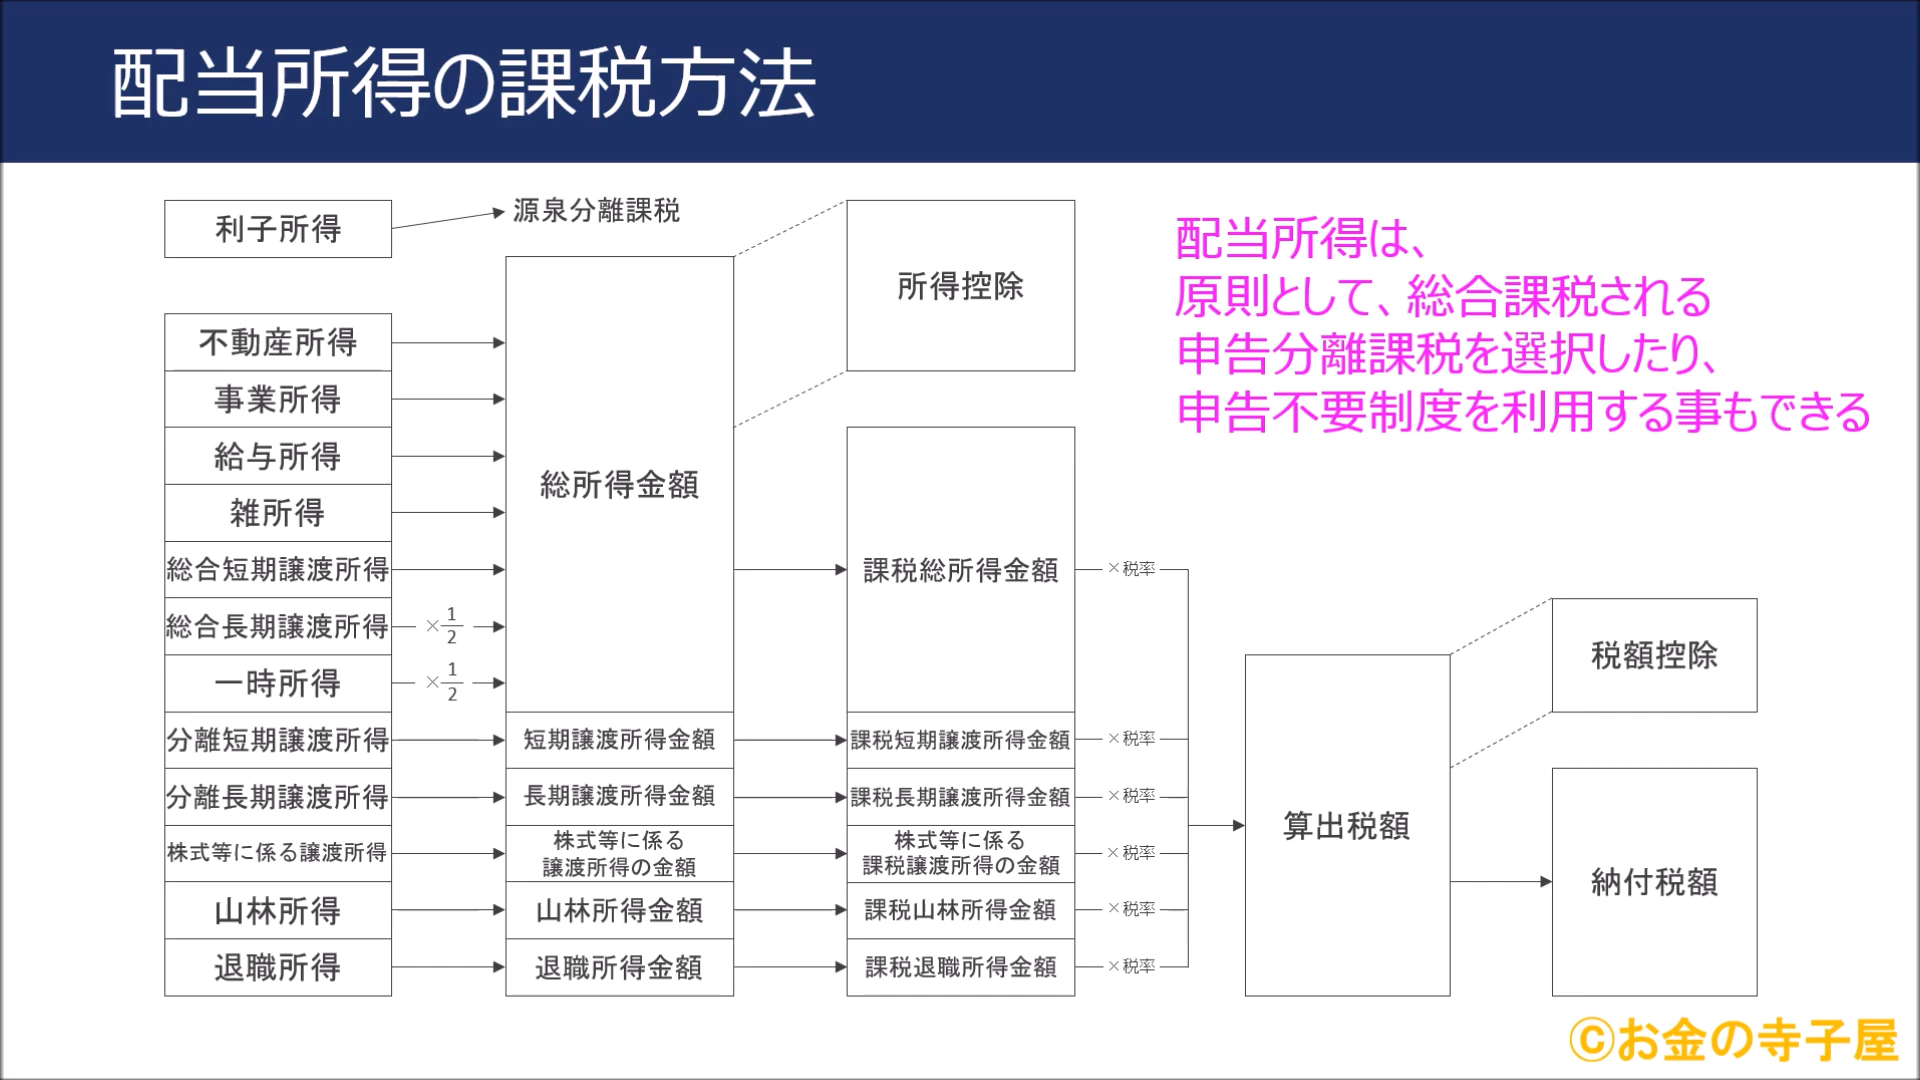 配当所得の課税方法
利子所得
源泉分離課税
所得控除
配当所得は、
原則として、総合課税される
申告分離課税を選択したり、
申告不要制度を利用する事もできる
不動産所得
事業所得
給与所得
雑所得
総合短期譲渡所得
総合長期譲渡所得
×1/2
一時所得
×1/2
総所得金額
課税総所得金額
×税率
分離短期譲渡所得
短期譲渡所得金額
課税短期譲渡所得金額
×税率
分離長期譲渡所得
長期譲渡所得金額
課税長期譲渡所得金額
×税率
株式等に係る譲渡所得
株式等に係る
譲渡所得の金額
株式等に係る
課税譲渡所得の金額
×税率
山林所得
山林所得金額
課税山林所得金額
×税率
退職所得
退職所得金額
課税退職所得金額
×税率
算出税額
税額控除
納付税額
©お金の寺子屋